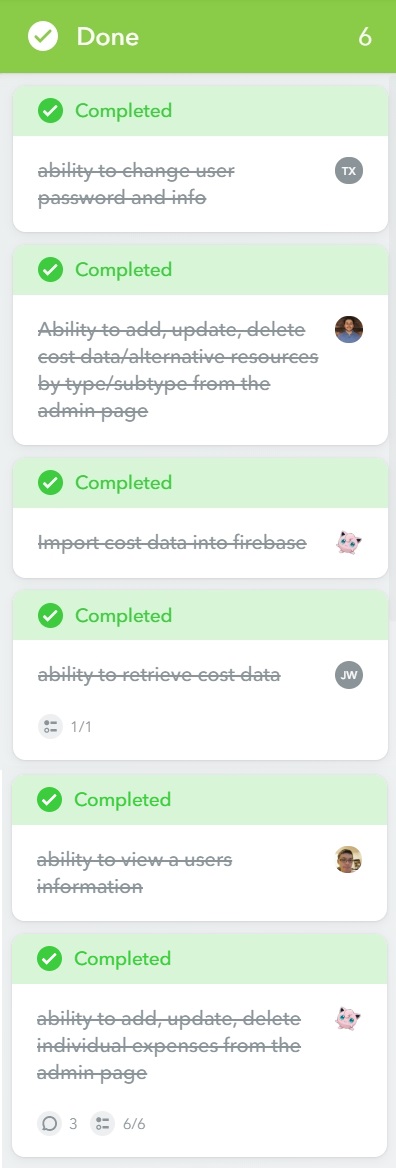 Done 6
Completed
ability to change user TX
password and info
Completed
Ability to add, update, delete
cost data/alternative resources
by type/subtype from the
admin page
Completed
Import cost data into firebase
Completed
ability to retrieve cost data JW
1/1
Completed
ability to view a users
information
Completed
ability to add, update, delete
individual expenses from the
admin page
3 6/6